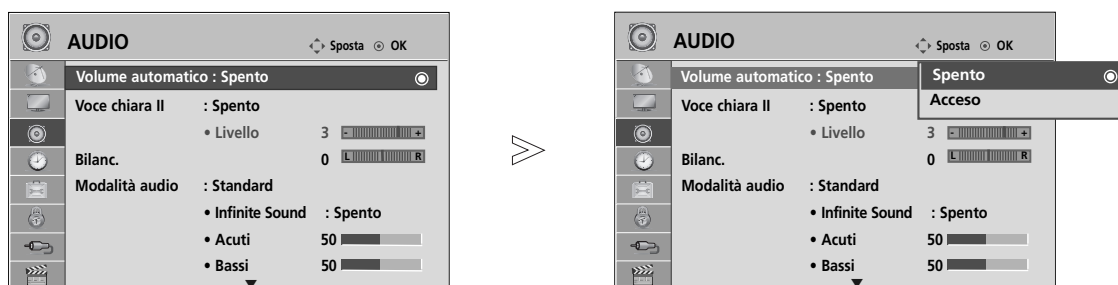 AUDIO
Sposta OK
Volume automatico : Spento
Voce chiara II : Spento
• Livello 3 - +
Bilanc. 0 L R
Modalità audio : Standard
• Infinite Sound : Spento
• Acuti 50
• Bassi 50
AUDIO
Sposta OK
Volume automatico : Spento
Spento
Acceso
Voce chiara II : Spento
• Livello 3 - +
Bilanc. 0 L R
Modalità audio : Standard
• Infinite Sound : Spento
• Acuti 50
• Bassi 50